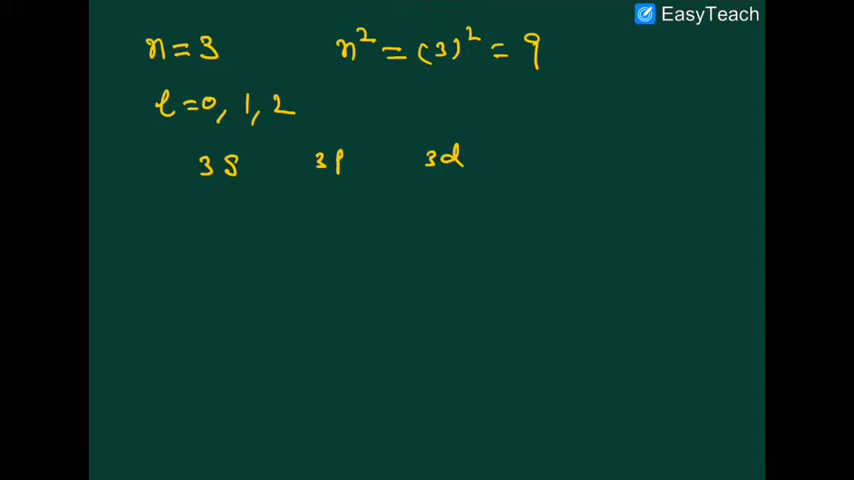 EasyTeach
n = 3 n² = (3)² = 9
l = 0, 1, 2
3s 3p 3d